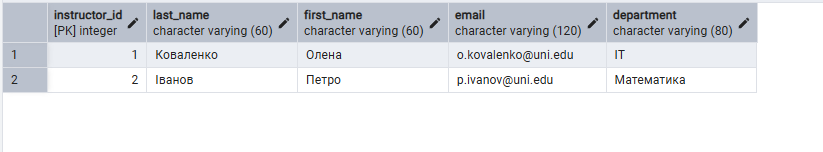 instructor_id last_name first_name email department
[PK] integer character varying (60) character varying (60) character varying (120) character varying (80)
1 1 Коваленко Олена o.kovalenko@uni.edu IT
2 2 Іванов Петро p.ivanov@uni.edu Математика